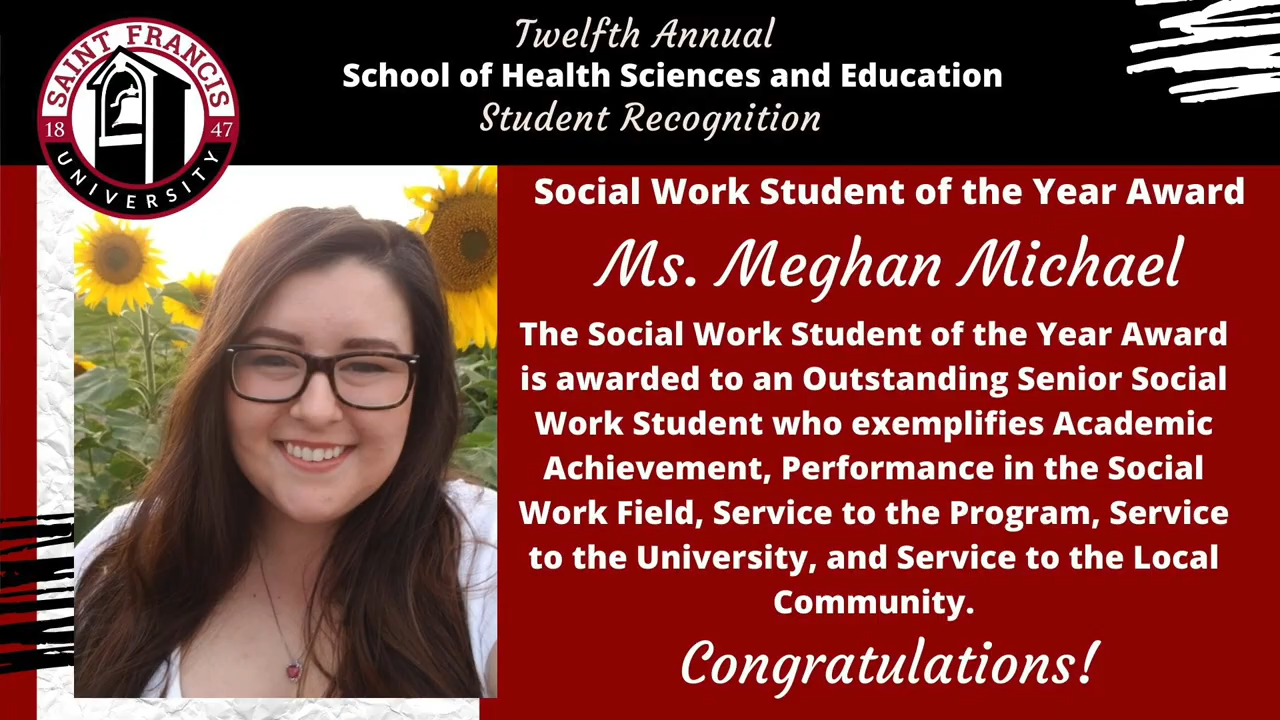 SAINT FRANCIS
18 47
UNIVERSITY
Twelfth Annual
School of Health Sciences and Education
Student Recognition
Social Work Student of the Year Award
Ms. Meghan Michael
The Social Work Student of the Year Award
is awarded to an Outstanding Senior Social
Work Student who exemplifies Academic
Achievement, Performance in the Social
Work Field, Service to the Program, Service
to the University, and Service to the Local
Community.
Congratulations!